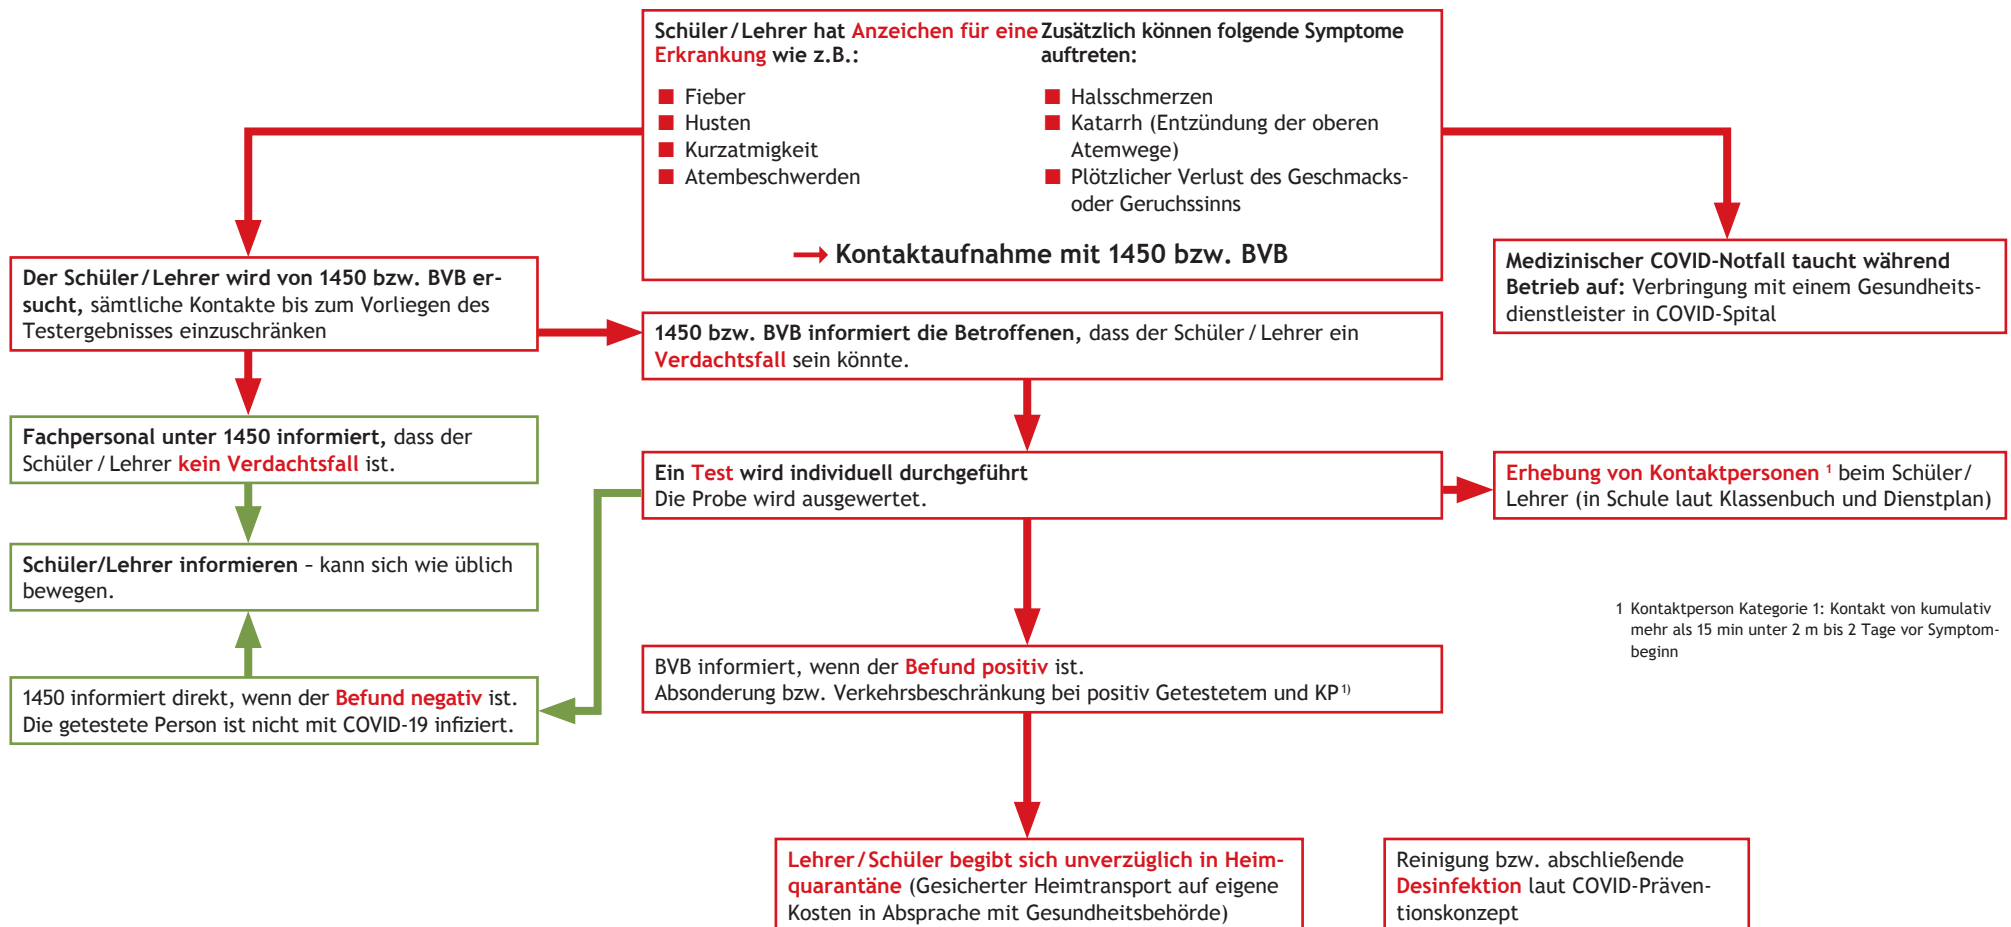 Schüler / Lehrer hat Anzeichen für eine
Erkrankung wie z.B.:
Fieber
Husten
Kurzatmigkeit
Atembeschwerden
Zusätzlich können folgende Symptome
auftreten:
Halsschmerzen
Katarrh (Entzündung der oberen
Atemwege)
Plötzlicher Verlust des Geschmacks-
oder Geruchssinns
→ Kontaktaufnahme mit 1450 bzw. BVB
Der Schüler / Lehrer wird von 1450 bzw. BVB er-
sucht, sämtliche Kontakte bis zum Vorliegen des
Testergebnisses einzuschränken
Medizinischer COVID-Notfall taucht während
Betrieb auf: Verbringung mit einem Gesundheits-
dienstleister in COVID-Spital
1450 bzw. BVB informiert die Betroffenen, dass der Schüler / Lehrer ein
Verdachtsfall sein könnte.
Fachpersonal unter 1450 informiert, dass der
Schüler / Lehrer kein Verdachtsfall ist.
Ein Test wird individuell durchgeführt
Die Probe wird ausgewertet.
Erhebung von Kontaktpersonen ¹ beim Schüler/
Lehrer (in Schule laut Klassenbuch und Dienstplan)
Schüler/Lehrer informieren – kann sich wie üblich
bewegen.
1 Kontaktperson Kategorie 1: Kontakt von kumulativ
mehr als 15 min unter 2 m bis 2 Tage vor Symptom-
beginn
1450 informiert direkt, wenn der Befund negativ ist.
Die getestete Person ist nicht mit COVID-19 infiziert.
BVB informiert, wenn der Befund positiv ist.
Absonderung bzw. Verkehrsbeschränkung bei positiv Getestetem und KP ¹⁾
Lehrer / Schüler begibt sich unverzüglich in Heim-
quarantäne (Gesicherter Heimtransport auf eigene
Kosten in Absprache mit Gesundheitsbehörde)
Reinigung bzw. abschließende
Desinfektion laut COVID-Präven-
tionskonzept